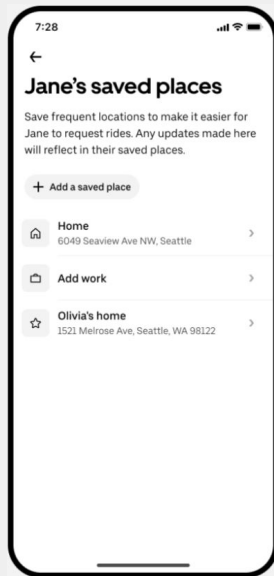 7:28
Jane's saved places
Save frequent locations to make it easier for
Jane to request rides. Any updates made here
will reflect in their saved places.
+ Add a saved place
Home
6049 Seaview Ave NW, Seattle
Add work
Olivia's home
1521 Melrose Ave, Seattle, WA 98122